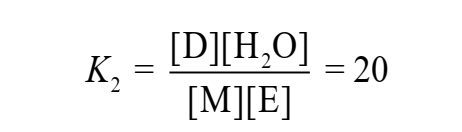 K₂ = [D][H₂O] / [M][E] = 20